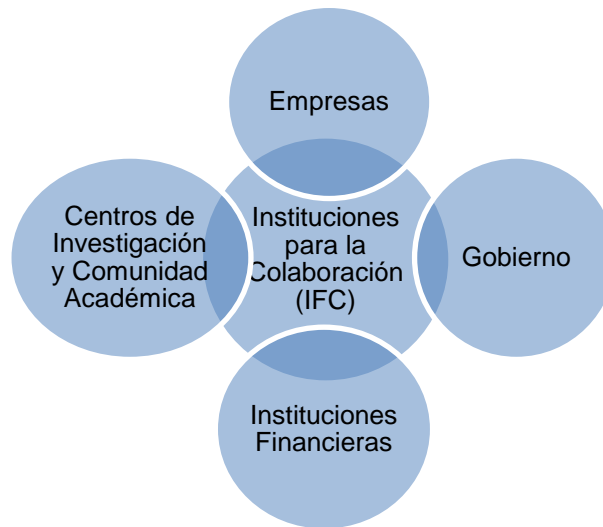 Empresas
Centros de
Investigación
y Comunidad
Académica
Instituciones
para la
Colaboración
(IFC)
Gobierno
Instituciones
Financieras